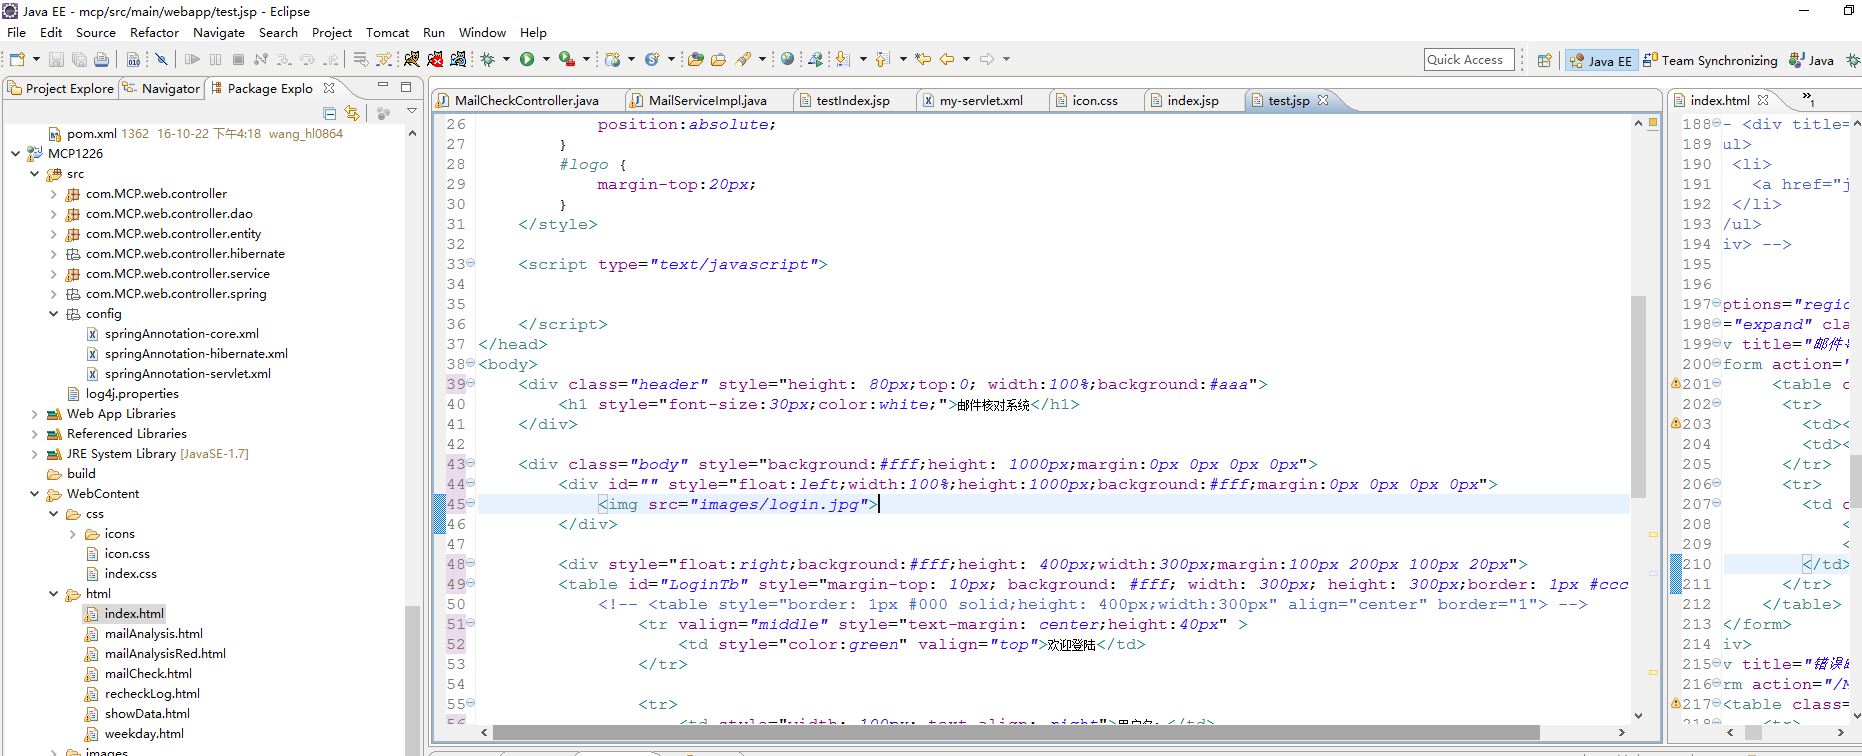 Java EE - mcp/src/main/webapp/test.jsp - Eclipse
File Edit Source Refactor Navigate Search Project Tomcat Run Window Help
Quick Access Java EE Team Synchronizing Java
Project Explore Navigator Package Explo
pom.xml 1362 16-10-22 下午4:18 wang_hl0864
MCP1226
src
com.MCP.web.controller
com.MCP.web.controller.dao
com.MCP.web.controller.entity
com.MCP.web.controller.hibernate
com.MCP.web.controller.service
com.MCP.web.controller.spring
config
springAnnotation-core.xml
springAnnotation-hibernate.xml
springAnnotation-servlet.xml
log4j.properties
Web App Libraries
Referenced Libraries
JRE System Library [JavaSE-1.7]
build
WebContent
css
icons
icon.css
index.css
html
index.html
mailAnalysis.html
mailAnalysisRed.html
mailCheck.html
recheckLog.html
showData.html
weekday.html
images
MailCheckController.java MailServiceImpl.java testIndex.jsp my-servlet.xml icon.css index.jsp test.jsp
26 position:absolute;
27 }
28 #logo {
29 margin-top:20px;
30 }
31 </style>
32
33 <script type="text/javascript">
34
35
36 </script>
37 </head>
38 <body>
39 <div class="header" style="height: 80px;top:0; width:100%;background:#aaa">
40 <h1 style="font-size:30px;color:white;">邮件核对系统</h1>
41 </div>
42
43 <div class="body" style="background:#fff;height: 1000px;margin:0px 0px 0px 0px">
44 <div id="" style="float:left;width:100%;height:1000px;background:#fff;margin:0px 0px 0px 0px">
45 <img src="images/login.jpg">
46 </div>
47
48 <div style="float:right;background:#fff;height: 400px;width:300px;margin:100px 200px 100px 20px">
49 <table id="LoginTb" style="margin-top: 10px; background: #fff; width: 300px; height: 300px;border: 1px #ccc
50 <!-- <table style="border: 1px #000 solid;height: 400px;width:300px" align="center" border="1"> -->
51 <tr valign="middle" style="text-margin: center;height:40px" >
52 <td style="color:green" valign="top">欢迎登陆</td>
53 </tr>
54
55 <tr>
56 <td style="width: 100px; text-align: right">用户名：</td>
index.html »1
188 - <div title=
189 ul>
190 <li>
191 <a href="j
192 </li>
193 /ul>
194 iv> -->
195
196
197 ptions="regio
198 ="expand" cla
199 v title="邮件
200 form action="
201 <table c
202 <tr>
203 <td><
204 <td><
205 </tr>
206 <tr>
207 <td c
208 <
209 <
210 </td>
211 </tr>
212 </table>
213 </form>
214 iv>
215 v title="错误
216 rm action="/M
217 <table class=
218 <tr>